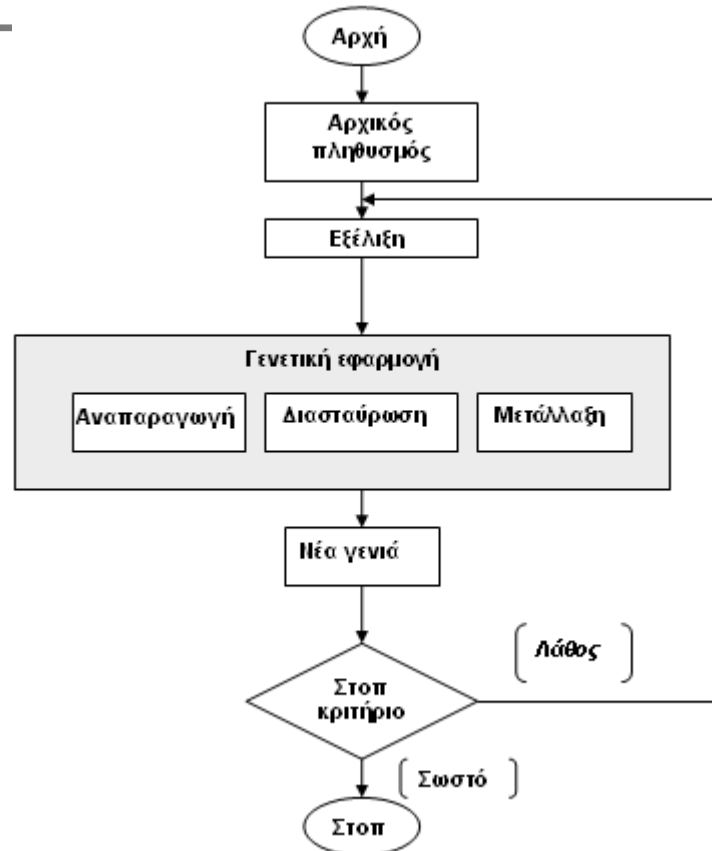 Αρχή
Αρχικός
πληθυσμός
Εξέλιξη
Γενετική εφαρμογή
Αναπαραγωγή
Διασταύρωση
Μετάλλαξη
Νέα γενιά
Λάθος
Στοπ
κριτήριο
Σωστό
Στοπ